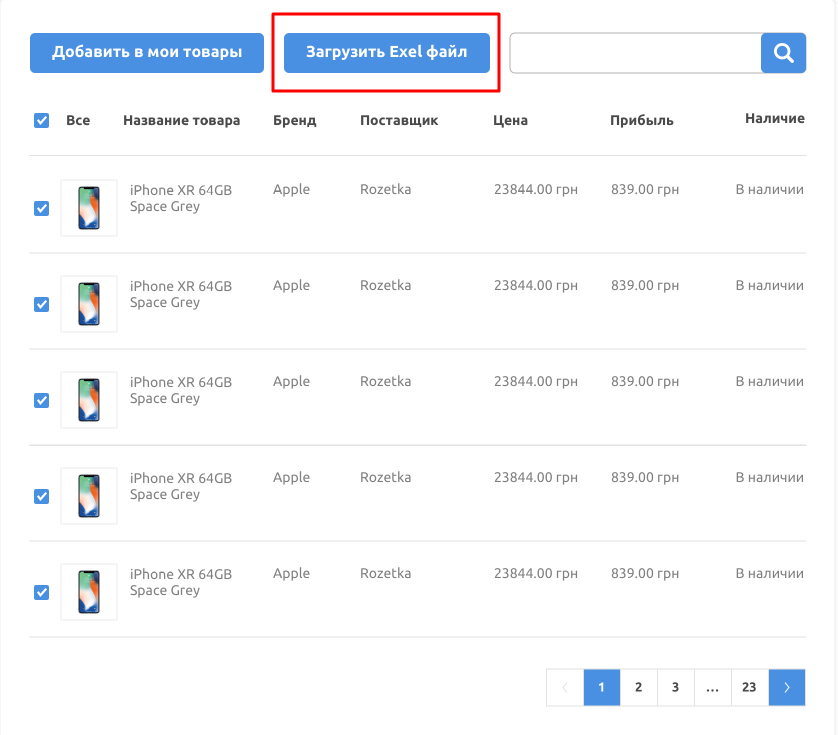 Добавить в мои товары Загрузить Exel файл
Все Название товара Бренд Поставщик Цена Прибыль Наличие
iPhone XR 64GB Apple Rozetka 23844.00 грн 839.00 грн В наличии
Space Grey
iPhone XR 64GB Apple Rozetka 23844.00 грн 839.00 грн В наличии
Space Grey
iPhone XR 64GB Apple Rozetka 23844.00 грн 839.00 грн В наличии
Space Grey
iPhone XR 64GB Apple Rozetka 23844.00 грн 839.00 грн В наличии
Space Grey
iPhone XR 64GB Apple Rozetka 23844.00 грн 839.00 грн В наличии
Space Grey
1 2 3 ... 23